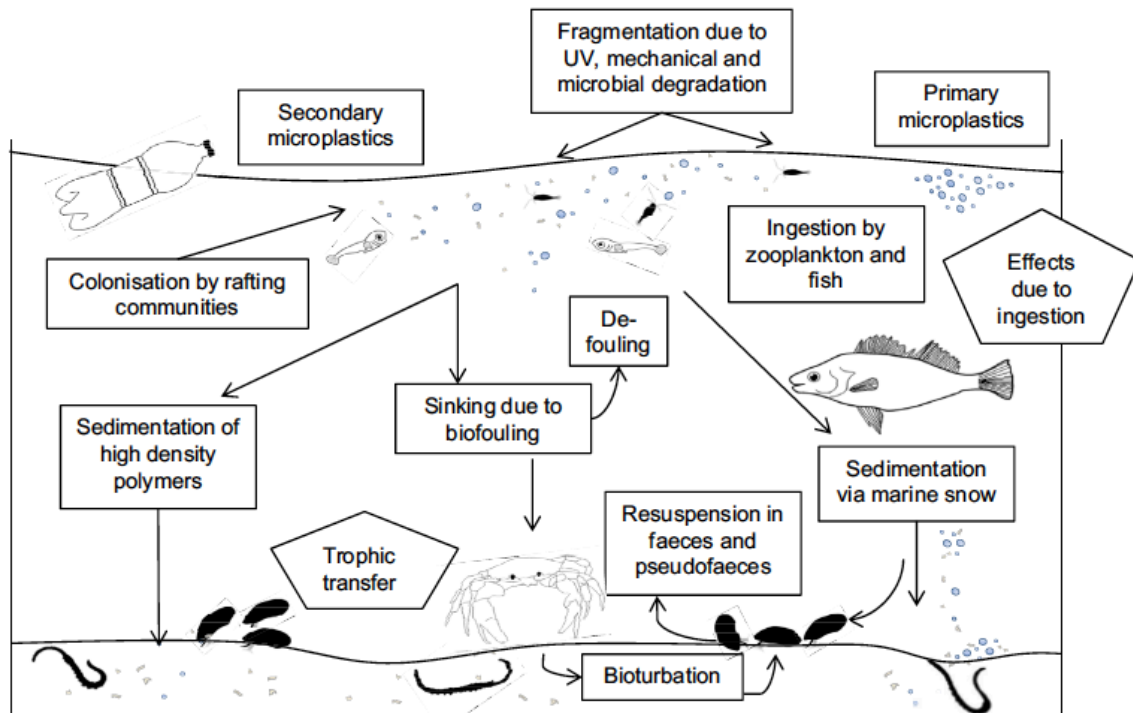 Fragmentation due to
UV, mechanical and
microbial degradation
Secondary
microplastics
Primary
microplastics
Colonisation by rafting
communities
Ingestion by
zooplankton and
fish
Effects
due to
ingestion
De-
fouling
Sinking due to
biofouling
Sedimentation of
high density
polymers
Sedimentation
via marine snow
Resuspension in
faeces and
pseudofaeces
Trophic
transfer
Bioturbation